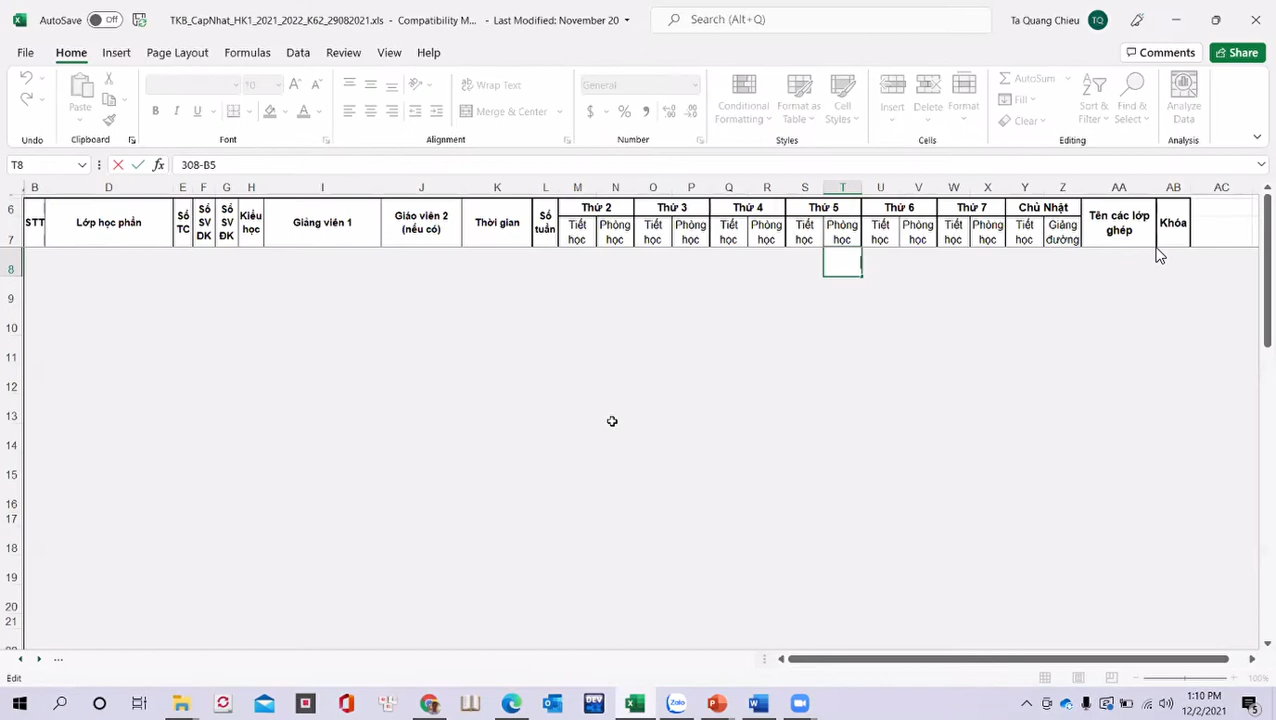 AutoSave Off TKB_CapNhat_HK1_2021_2022_K62_29082021.xls - Compatibility M... - Last Modified: November 20 Search (Alt+Q) Ta Quang Chieu TQ
File Home Insert Page Layout Formulas Data Review View Help Comments Share
Paste Wrap Text General Conditional Formatting Format as Table Cell Styles Insert Delete Format AutoSum Fill Clear Sort & Filter Find & Select Analyze Data
B I U A Merge & Center $ %
Undo Clipboard Font Alignment Number Styles Cells Editing Analysis
T8 fx 308-B5
B D E F G H I J K L M N O P Q R S T U V W X Y Z AA AB AC
6 Thứ 2 Thứ 3 Thứ 4 Thứ 5 Thứ 6 Thứ 7 Chủ Nhật
STT Lớp học phần Số TC Số SV DK Số SV ĐK Kiểu học Giảng viên 1 Giáo viên 2 (nếu có) Thời gian Số tuần Tên các lớp ghép Khóa
7 Tiết học Phòng học Tiết học Phòng học Tiết học Phòng học Tiết học Phòng học Tiết học Phòng học Tiết học Phòng học Tiết học Giảng đường
8
9
10
11
12
13
14
15
16
17
18
19
20
21
...
Edit 100%
1:10 PM
12/2/2021
5